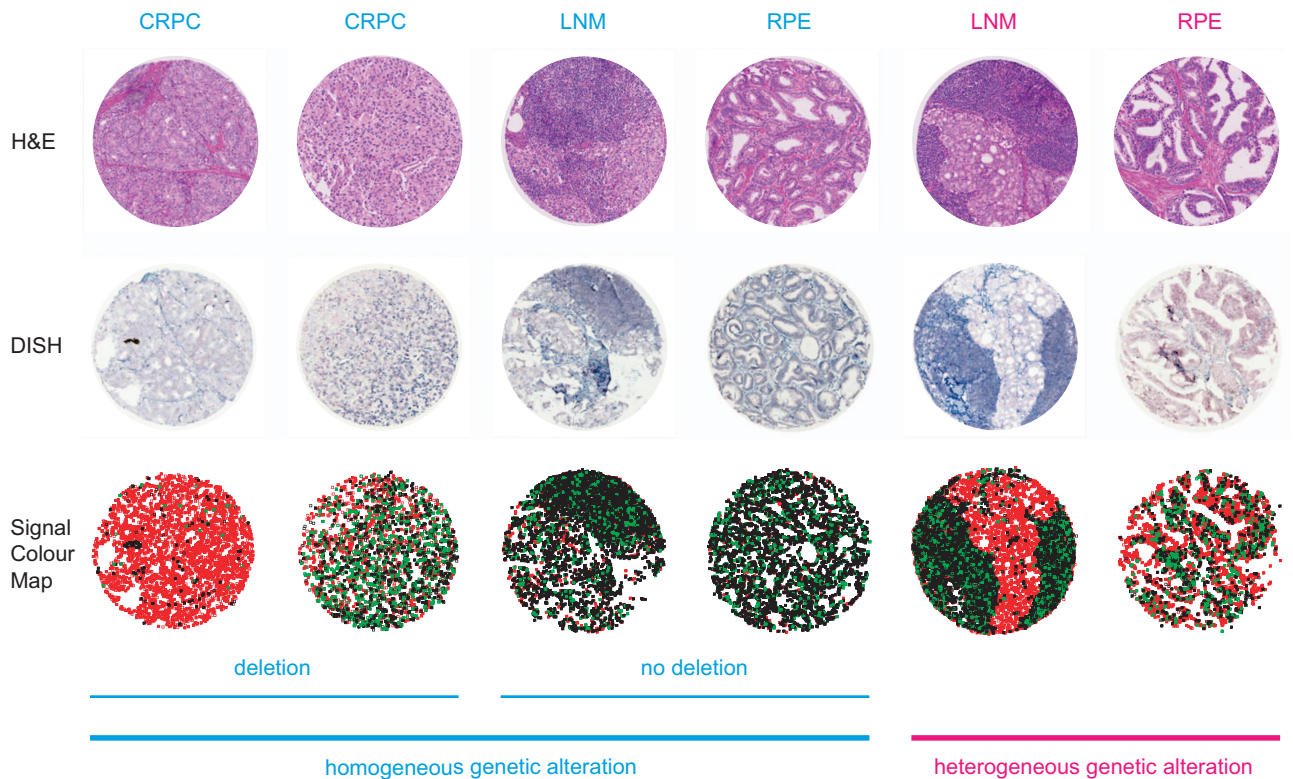 CRPC CRPC LNM RPE LNM RPE
H&E
DISH
Signal
Colour
Map
deletion no deletion
homogeneous genetic alteration heterogeneous genetic alteration